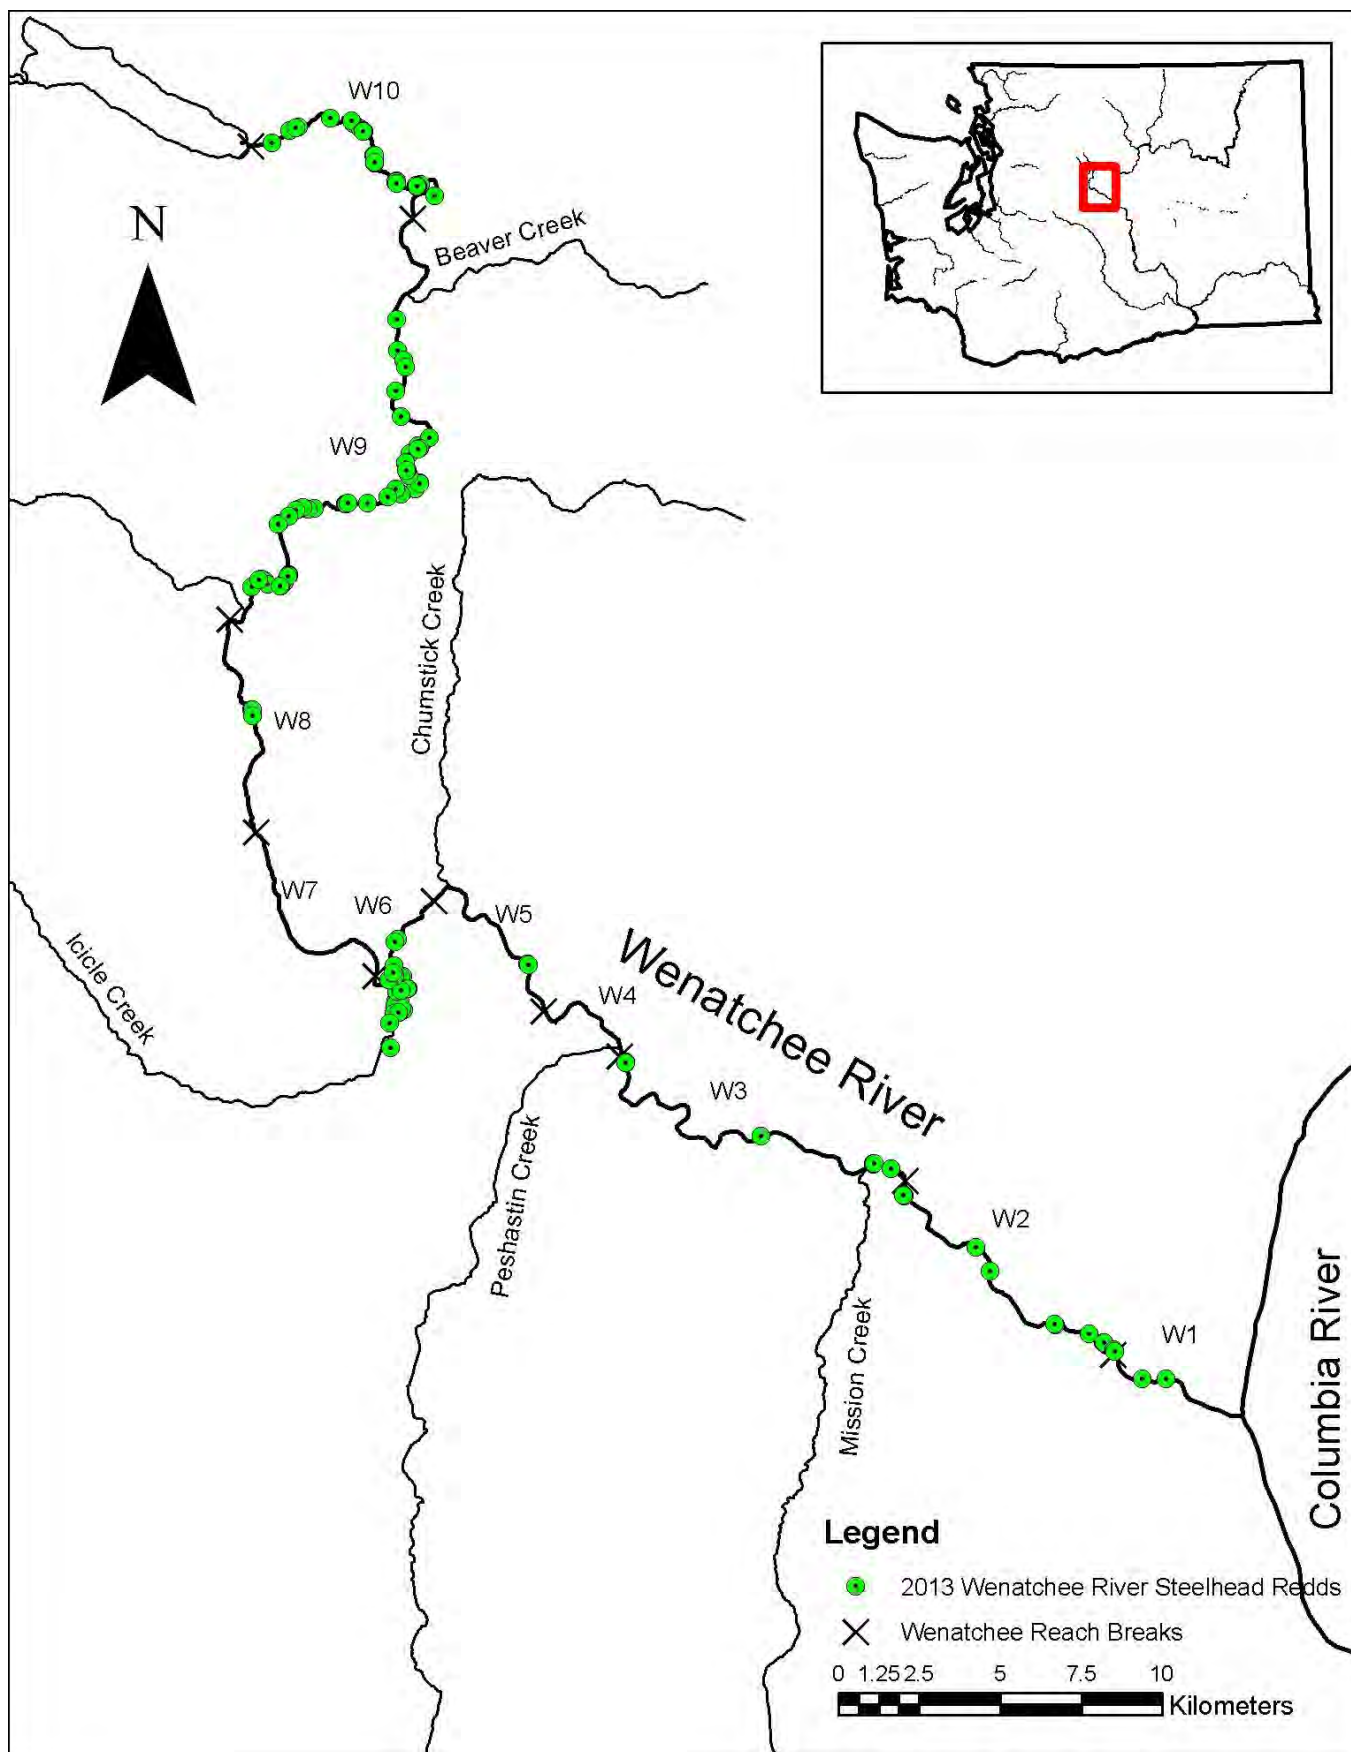 W10
N
Beaver Creek
W9
Chumstick Creek
W8
W7
W6
W5
Icicle Creek
W4
Wenatchee River
W3
Peshastin Creek
W2
Mission Creek
W1
Columbia River
Legend
2013 Wenatchee River Steelhead Redds
Wenatchee Reach Breaks
0 1.25 2.5 5 7.5 10
Kilometers